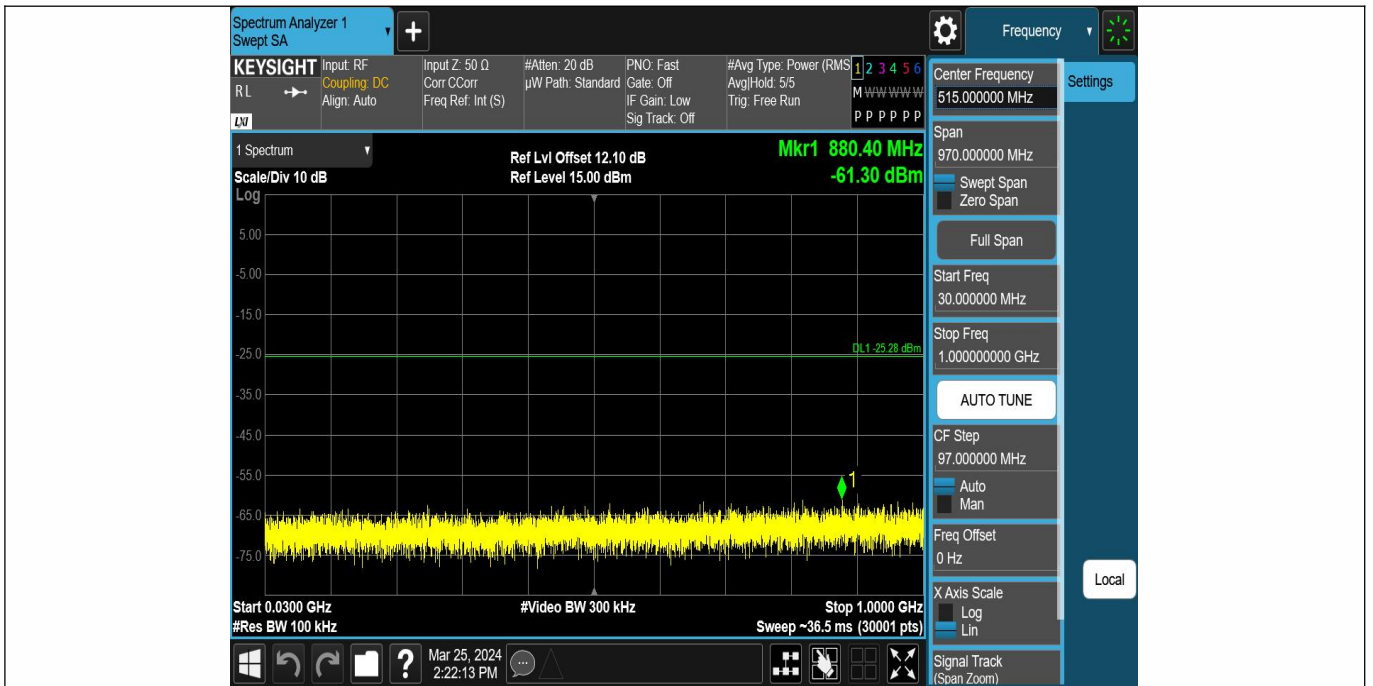 Spectrum Analyzer 1
Swept SA
+
Frequency
KEYSIGHT
RL
LXI
Input: RF
Coupling: DC
Align: Auto
Input Z: 50 Ω
Corr CCorr
Freq Ref: Int (S)
#Atten: 20 dB
µW Path: Standard
PNO: Fast
Gate: Off
IF Gain: Low
Sig Track: Off
#Avg Type: Power (RMS
Avg|Hold: 5/5
Trig: Free Run
1 2 3 4 5 6
M W W W W W
P P P P P P
1 Spectrum
Scale/Div 10 dB
Log
Ref Lvl Offset 12.10 dB
Ref Level 15.00 dBm
Mkr1 880.40 MHz
-61.30 dBm
5.00
-5.00
-15.0
-25.0
-35.0
-45.0
-55.0
-65.0
-75.0
DL1 -25.28 dBm
1
Start 0.0300 GHz
#Res BW 100 kHz
#Video BW 300 kHz
Stop 1.0000 GHz
Sweep ~36.5 ms (30001 pts)
?
Mar 25, 2024
2:22:13 PM
Center Frequency
515.000000 MHz
Settings
Span
970.000000 MHz
Swept Span
Zero Span
Full Span
Start Freq
30.000000 MHz
Stop Freq
1.000000000 GHz
AUTO TUNE
CF Step
97.000000 MHz
Auto
Man
Freq Offset
0 Hz
X Axis Scale
Log
Lin
Local
Signal Track
(Span Zoom)